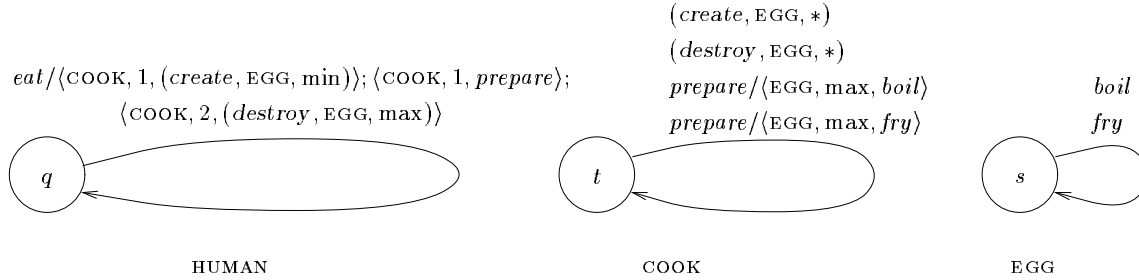 (create, EGG, *)
(destroy, EGG, *)
eat/⟨COOK, 1, (create, EGG, min)⟩; ⟨COOK, 1, prepare⟩;
⟨COOK, 2, (destroy, EGG, max)⟩
prepare/⟨EGG, max, boil⟩
prepare/⟨EGG, max, fry⟩
boil
fry
q
t
s
HUMAN
COOK
EGG